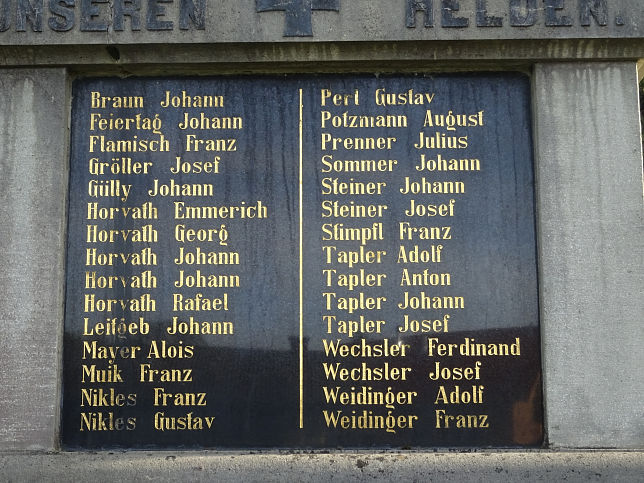 UNSEREN HELDEN.
Braun Johann
Feiertag Johann
Flamisch Franz
Gröller Josef
Gülly Johann
Horvath Emmerich
Horvath Georg
Horvath Johann
Horvath Johann
Horvath Rafael
Leitgeb Johann
Mayer Alois
Muik Franz
Nikles Franz
Nikles Gustav
Perl Gustav
Potzmann August
Prenner Julius
Sommer Johann
Steiner Johann
Steiner Josef
Stimpfl Franz
Tapler Adolf
Tapler Anton
Tapler Johann
Tapler Josef
Wechsler Ferdinand
Wechsler Josef
Weidinger Adolf
Weidinger Franz